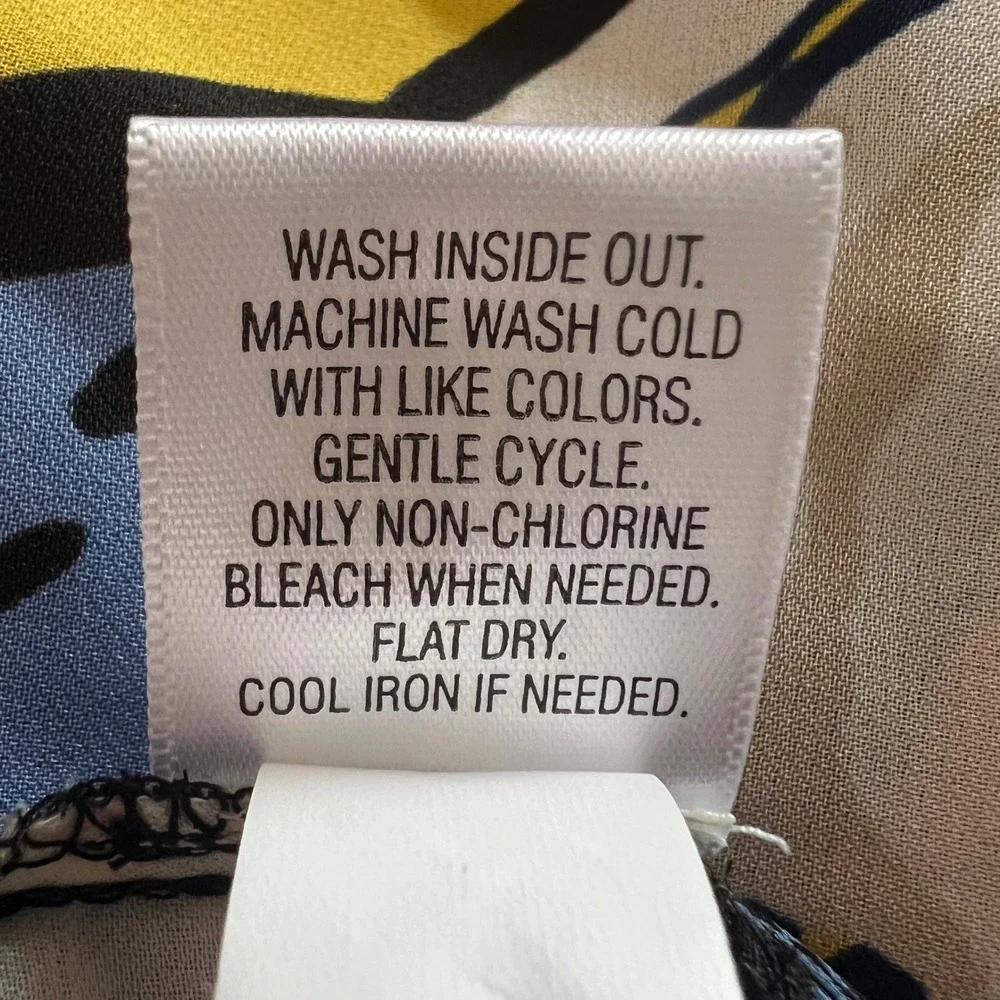 WASH INSIDE OUT.
MACHINE WASH COLD
WITH LIKE COLORS.
GENTLE CYCLE.
ONLY NON-CHLORINE
BLEACH WHEN NEEDED.
FLAT DRY.
COOL IRON IF NEEDED.